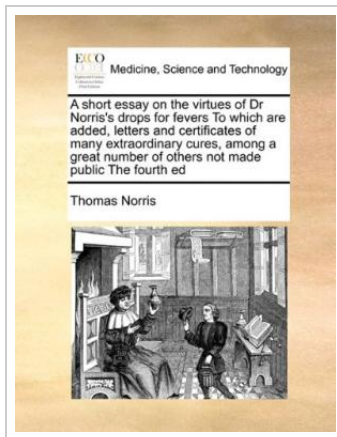 ECCO
Medicine, Science and Technology
A short essay on the virtues of Dr
Norris's drops for fevers To which are
added, letters and certificates of
many extraordinary cures, among a
great number of others not made
public The fourth ed
Thomas Norris